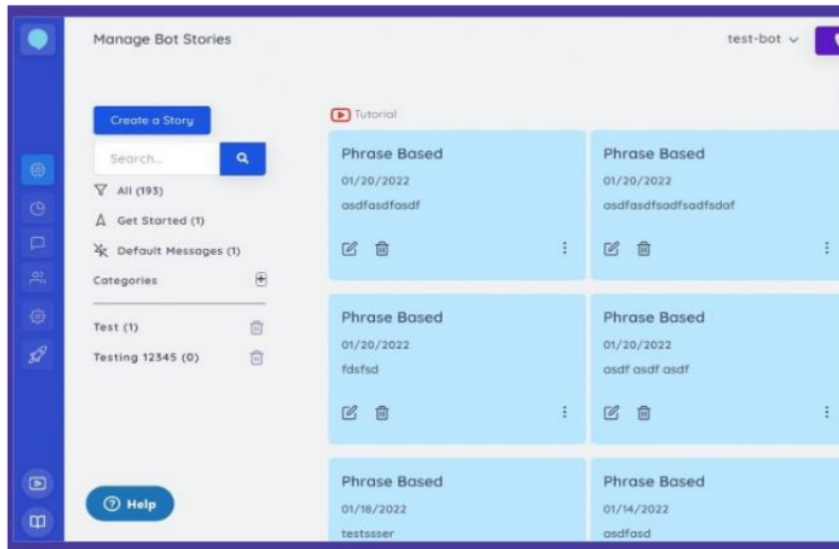 Manage Bot Stories
test-bot
Create a Story
Tutorial
Search...
All (193)
Get Started (1)
Default Messages (1)
Categories
Test (1)
Testing 12345 (0)
Help
Phrase Based
01/20/2022
asdfasdfasdf
Phrase Based
01/20/2022
asdfasdfsadfsadfsdaf
Phrase Based
01/20/2022
fdsfsd
Phrase Based
01/20/2022
asdf asdf asdf
Phrase Based
01/18/2022
testssser
Phrase Based
01/14/2022
asdfasd